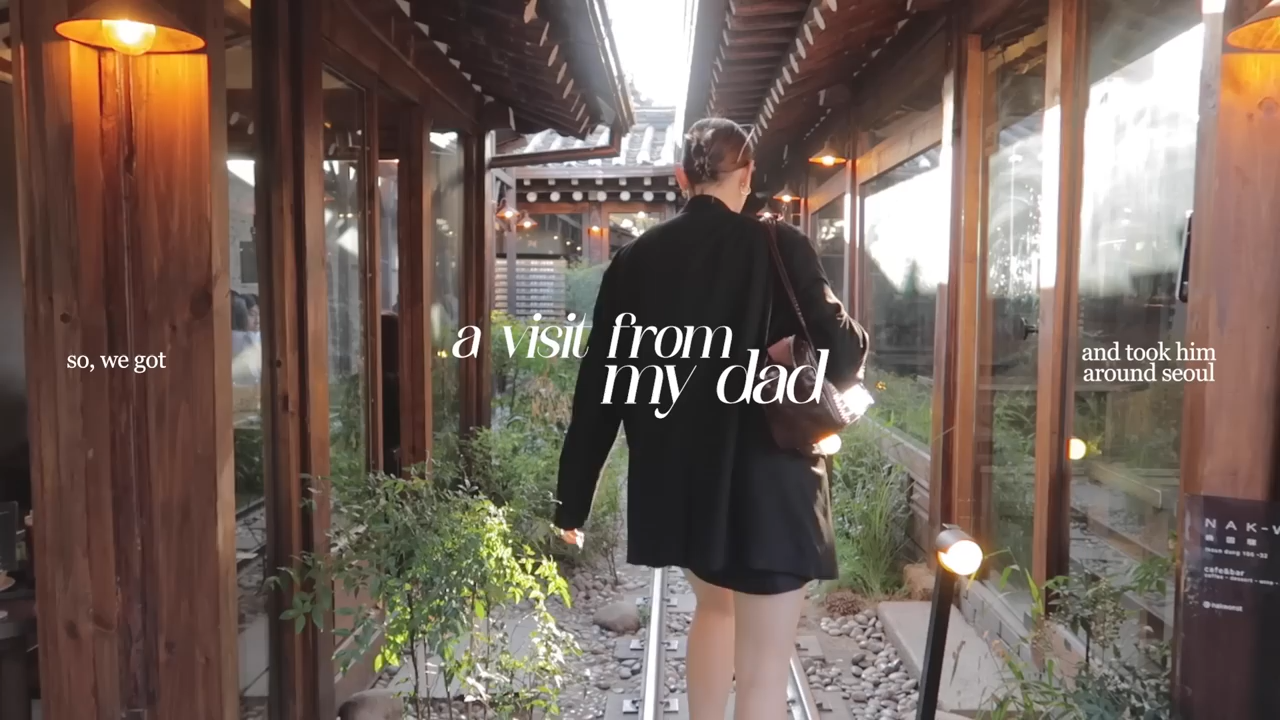 so, we got
a visit from
my dad
and took him
around seoul
NAK-W
cafe&bar